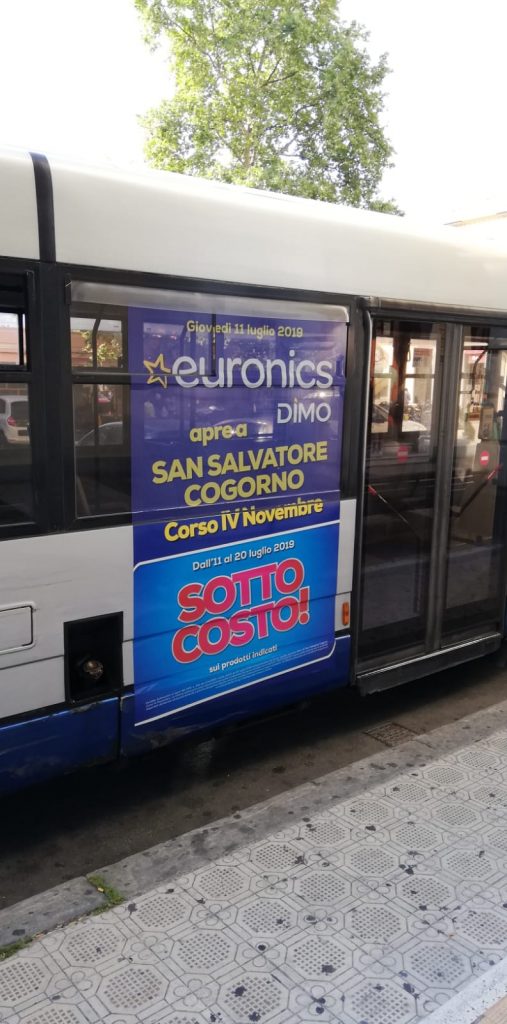 Giovedì 11 luglio 2019
euronics
DIMO
apre a
SAN SALVATORE
COGORNO
Corso IV Novembre
Dall'11 al 20 luglio 2019
SOTTO
COSTO!
sui prodotti indicati